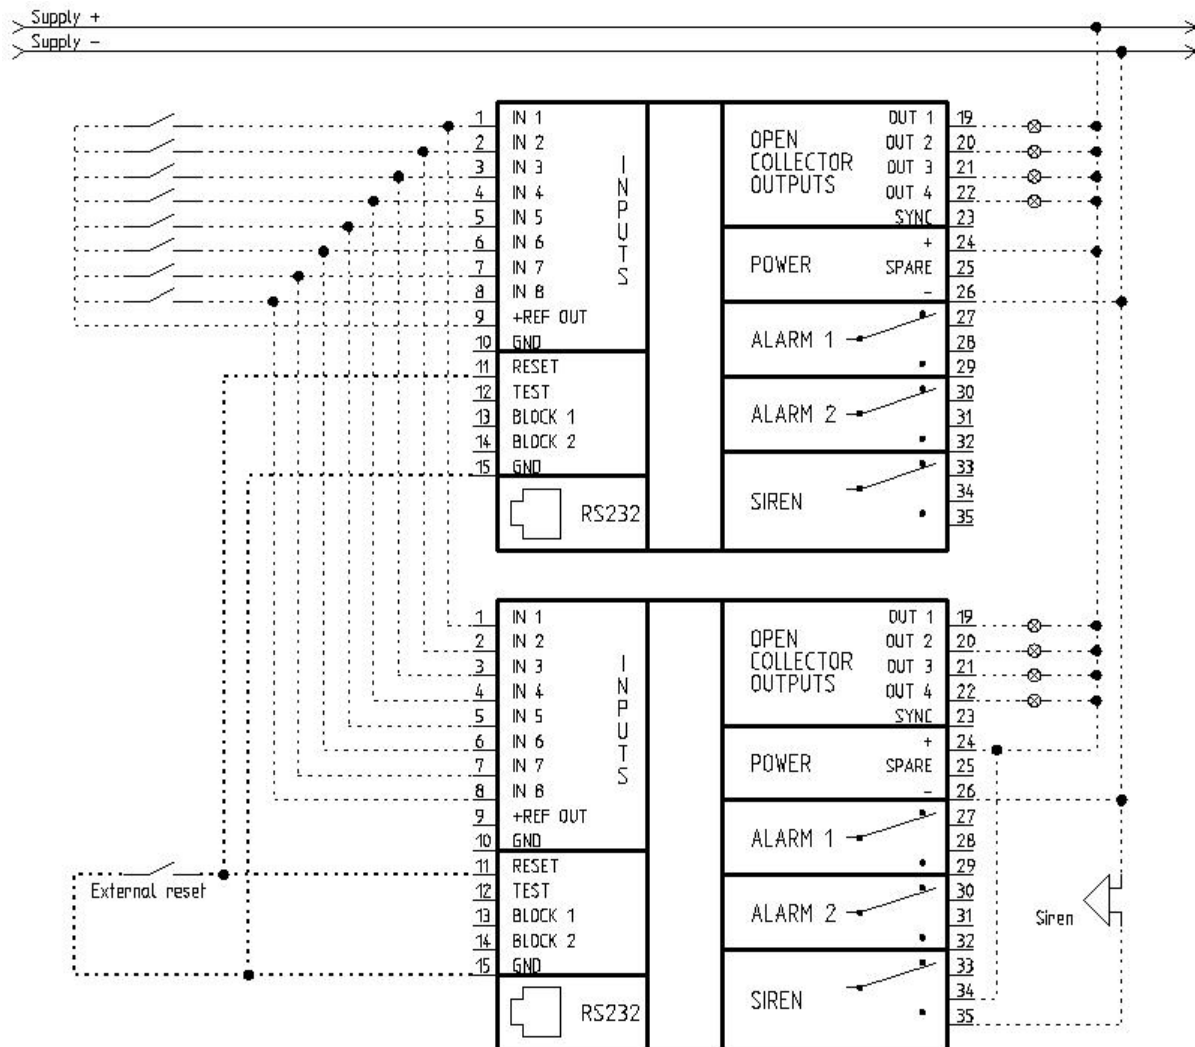 Supply +
Supply -
1 IN 1
2 IN 2
3 IN 3
4 IN 4
5 IN 5
6 IN 6
7 IN 7
8 IN 8
9 +REF OUT
10 GND
INPUTS
11 RESET
12 TEST
13 BLOCK 1
14 BLOCK 2
15 GND
RS232
OPEN
COLLECTOR
OUTPUTS
OUT 1 19
OUT 2 20
OUT 3 21
OUT 4 22
SYNC 23
POWER
+ 24
SPARE 25
- 26
ALARM 1
27
28
29
ALARM 2
30
31
32
SIREN
33
34
35
1 IN 1
2 IN 2
3 IN 3
4 IN 4
5 IN 5
6 IN 6
7 IN 7
8 IN 8
9 +REF OUT
10 GND
INPUTS
11 RESET
12 TEST
13 BLOCK 1
14 BLOCK 2
15 GND
RS232
OPEN
COLLECTOR
OUTPUTS
OUT 1 19
OUT 2 20
OUT 3 21
OUT 4 22
SYNC 23
POWER
+ 24
SPARE 25
- 26
ALARM 1
27
28
29
ALARM 2
30
31
32
SIREN
33
34
35
External reset
Siren